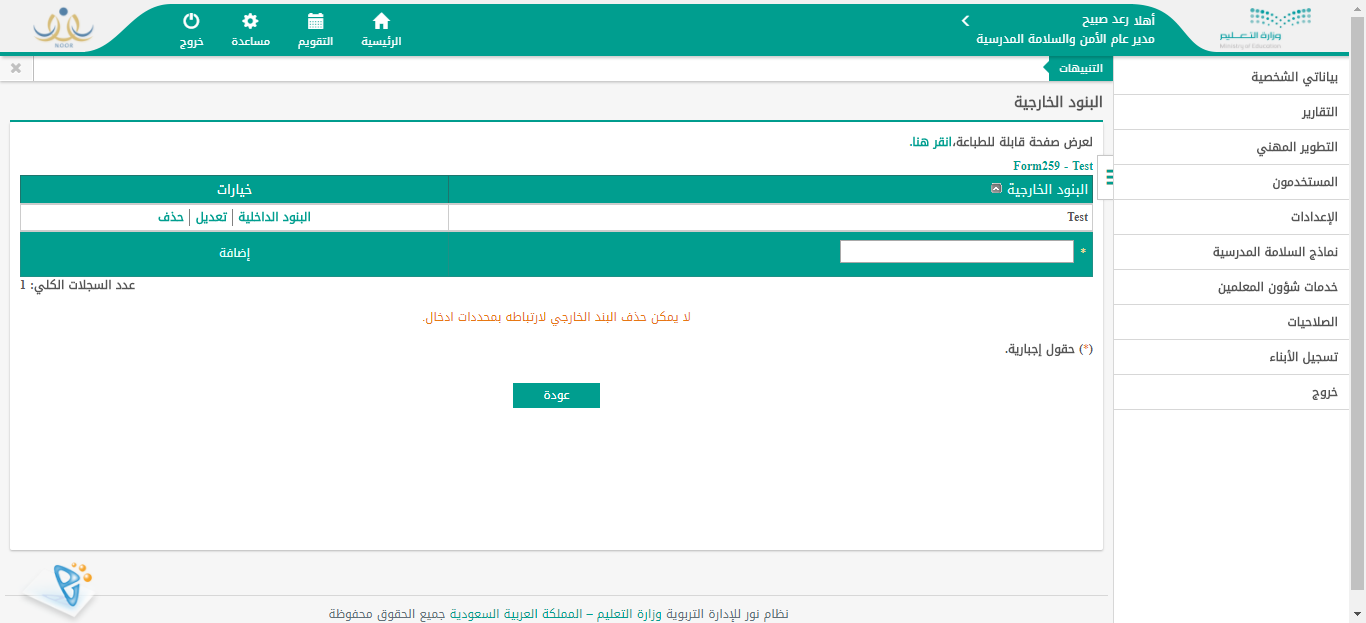 وزارة التعـــليم
Ministry of Education
أهلا رعد صبيح
مدير عام الأمن والسلامة المدرسية
الرئيسية
التقويم
مساعدة
خروج
NOOR
التنبيهات
بياناتي الشخصية
التقارير
التطوير المهني
المستخدمون
الإعدادات
نماذج السلامة المدرسية
خدمات شؤون المعلمين
الصلاحيات
تسجيل الأبناء
خروج
البنود الخارجية
لعرض صفحة قابلة للطباعة،انقر هنا.
Form259 - Test
البنود الخارجية خيارات
Test البنود الداخلية | تعديل | حذف
* إضافة
عدد السجلات الكلي: 1
لا يمكن حذف البند الخارجي لارتباطه بمحددات ادخال.
(*) حقول إجبارية.
عودة
نظام نور للإدارة التربوية وزارة التعليم – المملكة العربية السعودية جميع الحقوق محفوظة